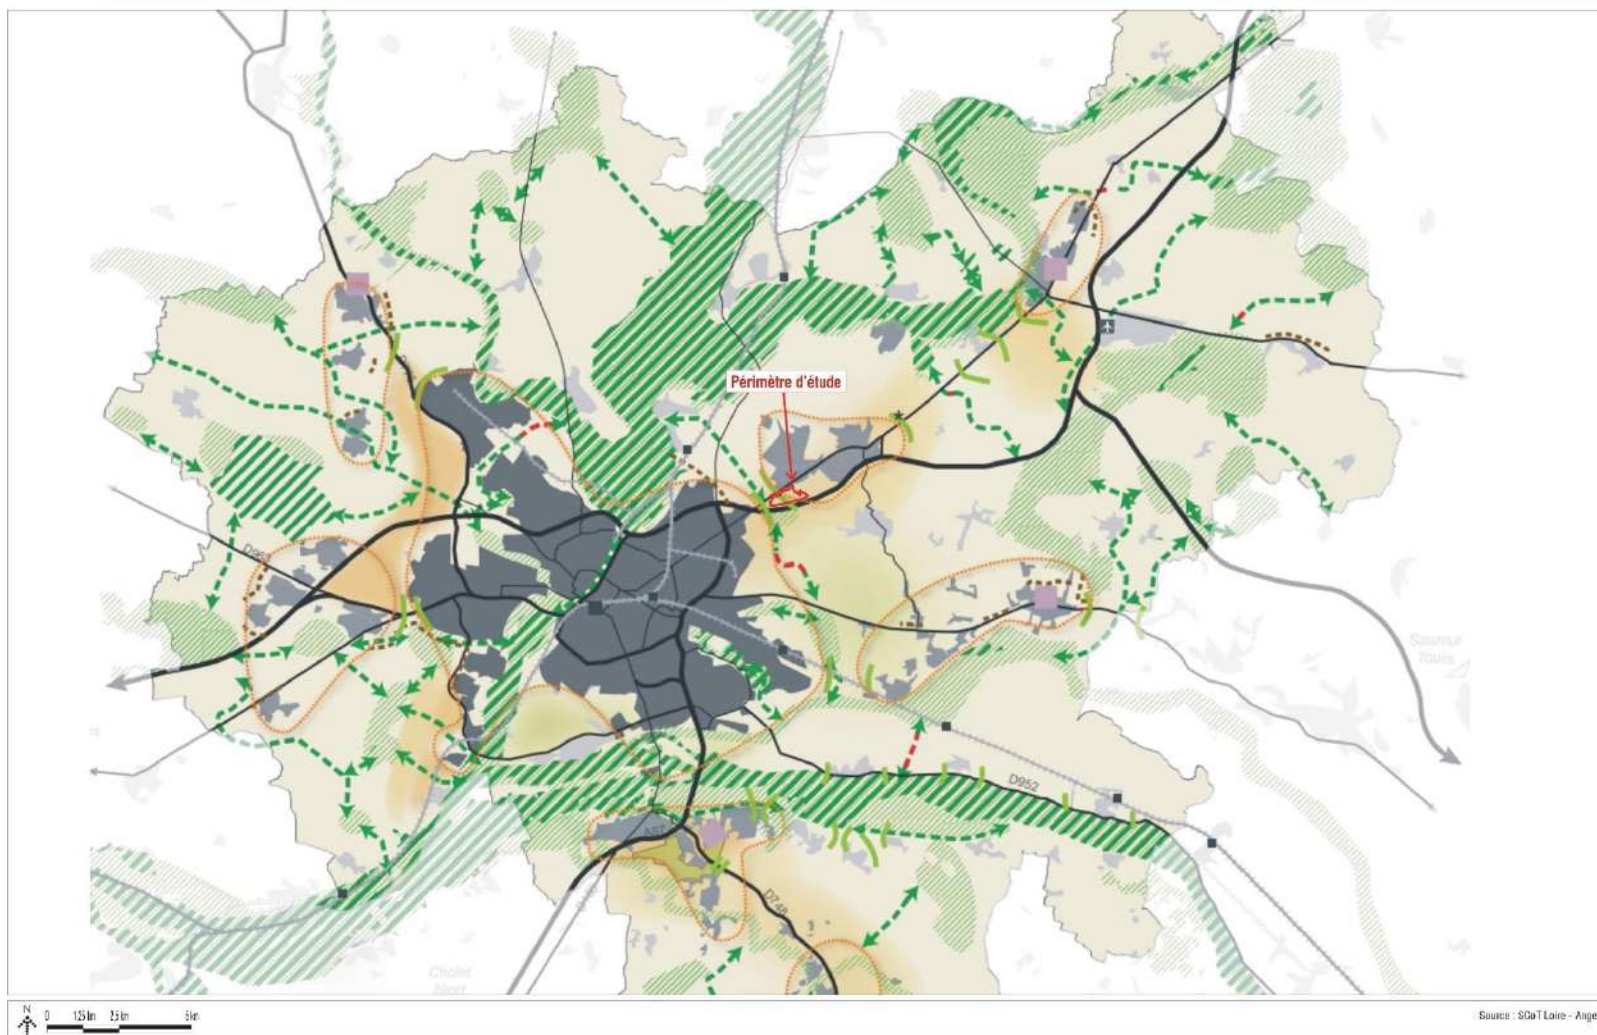 Périmètre d'étude
Saumur
Tours
D952
D748
Cholet
Niort
N
0 1,25 km 2,5 km 5 km
Source : SCoT Loire - Ange